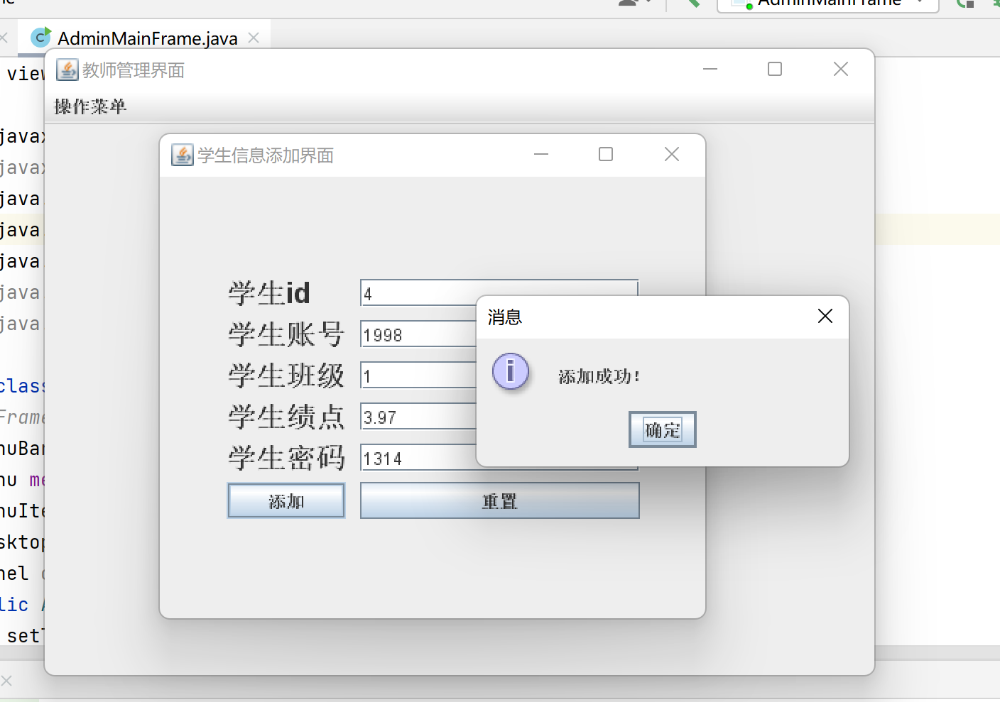 AdminMainFrame
AdminMainFrame.java
教师管理界面
操作菜单
学生信息添加界面
学生id 4
学生账号 1998
学生班级 1
学生绩点 3.97
学生密码 1314
添加 重置
消息
添加成功!
确定
view
javax
javax
java.
java
java.
java.
java.
class
Frame
nuBar
nu me
nuIte
sktop
nel
lic A
setT